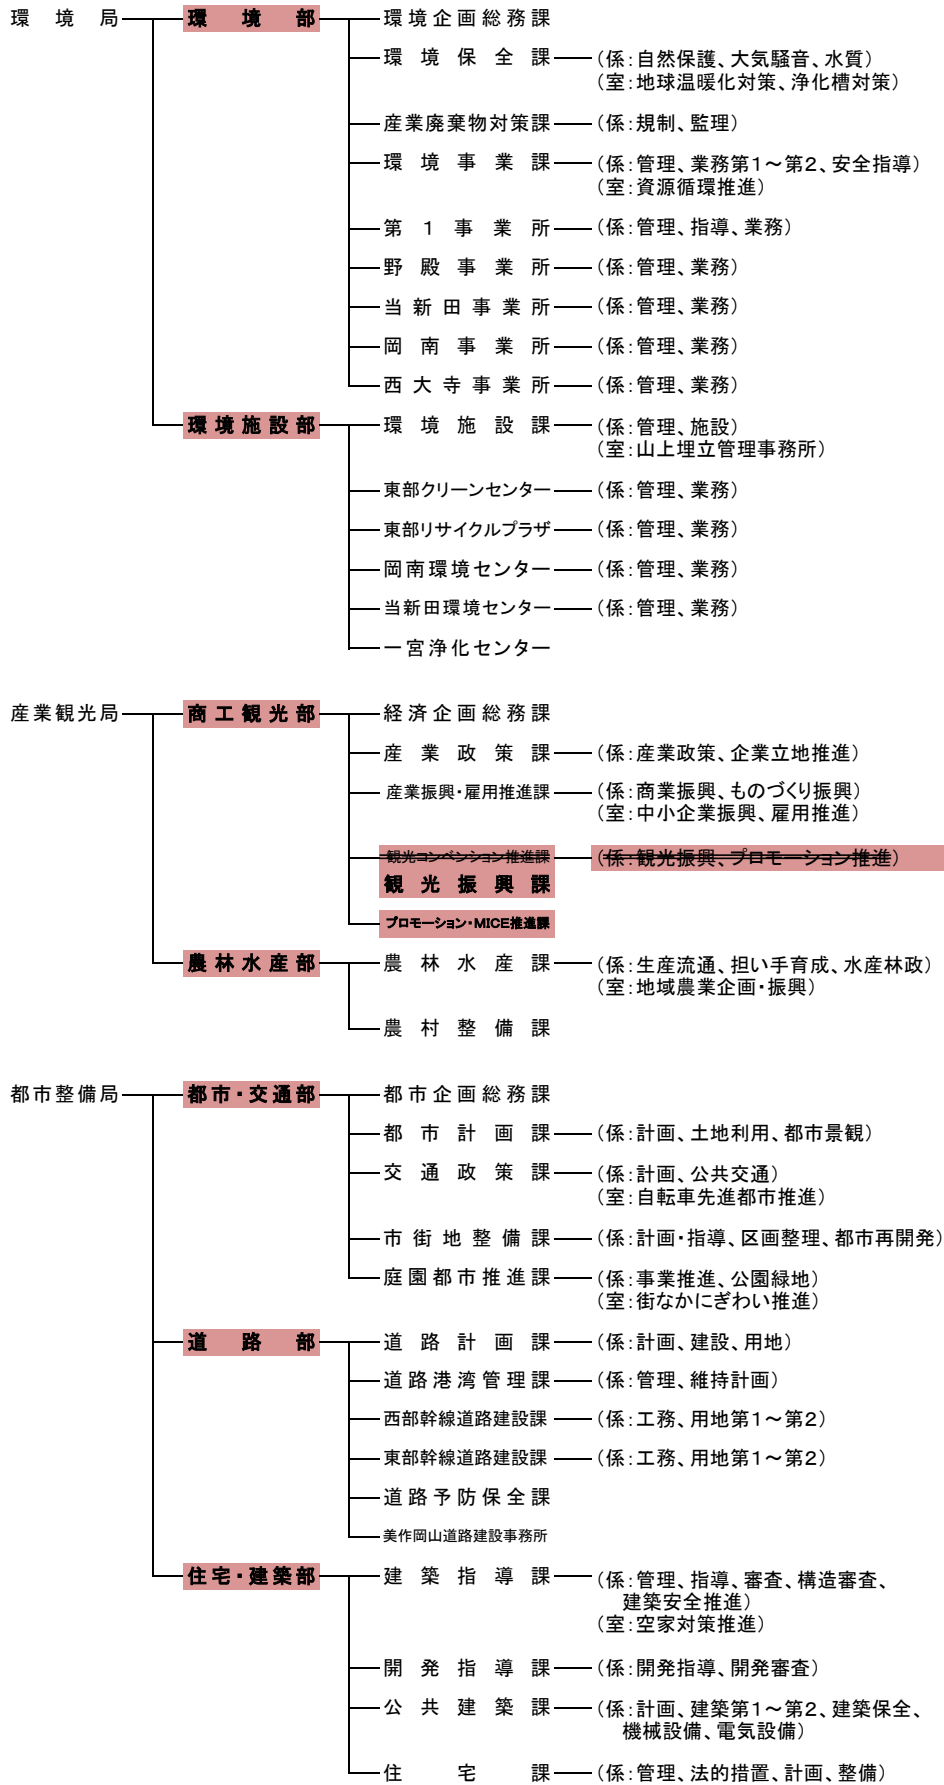 環境局 環境部 環境企画総務課
環境保全課 (係:自然保護、大気騒音、水質)
(室:地球温暖化対策、浄化槽対策)
産業廃棄物対策課 (係:規制、監理)
環境事業課 (係:管理、業務第1~第2、安全指導)
(室:資源循環推進)
第1事業所 (係:管理、指導、業務)
野殿事業所 (係:管理、業務)
当新田事業所 (係:管理、業務)
岡南事業所 (係:管理、業務)
西大寺事業所 (係:管理、業務)
環境施設部 環境施設課 (係:管理、施設)
(室:山上埋立管理事務所)
東部クリーンセンター (係:管理、業務)
東部リサイクルプラザ (係:管理、業務)
岡南環境センター (係:管理、業務)
当新田環境センター (係:管理、業務)
一宮浄化センター
産業観光局 商工観光部 経済企画総務課
産業政策課 (係:産業政策、企業立地推進)
産業振興・雇用推進課 (係:商業振興、ものづくり振興)
(室:中小企業振興、雇用推進)
観光コンベンション推進課 (係:観光振興、プロモーション推進)
観光振興課
プロモーション・MICE推進課
農林水産部 農林水産課 (係:生産流通、担い手育成、水産林政)
(室:地域農業企画・振興)
農村整備課
都市整備局 都市・交通部 都市企画総務課
都市計画課 (係:計画、土地利用、都市景観)
交通政策課 (係:計画、公共交通)
(室:自転車先進都市推進)
市街地整備課 (係:計画・指導、区画整理、都市再開発)
庭園都市推進課 (係:事業推進、公園緑地)
(室:街なかにぎわい推進)
道路部 道路計画課 (係:計画、建設、用地)
道路港湾管理課 (係:管理、維持計画)
西部幹線道路建設課 (係:工務、用地第1~第2)
東部幹線道路建設課 (係:工務、用地第1~第2)
道路予防保全課
美作岡山道路建設事務所
住宅・建築部 建築指導課 (係:管理、指導、審査、構造審査、
建築安全推進)
(室:空家対策推進)
開発指導課 (係:開発指導、開発審査)
公共建築課 (係:計画、建築第1~第2、建築保全、
機械設備、電気設備)
住宅課 (係:管理、法的措置、計画、整備)